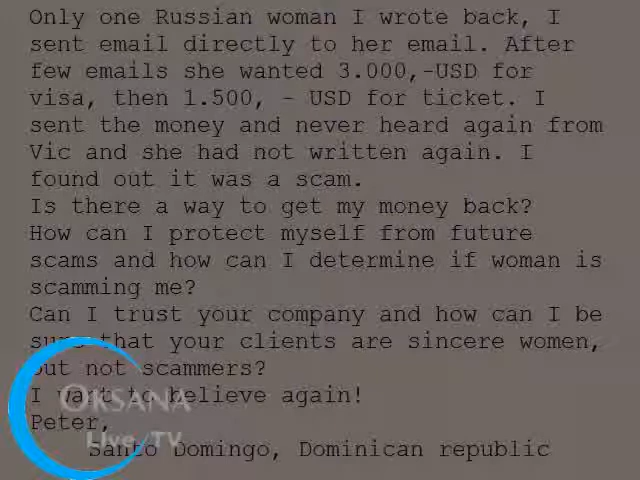 Only one Russian woman I wrote back, I
sent email directly to her email. After
few emails she wanted 3.000,-USD for
visa, then 1.500, - USD for ticket. I
sent the money and never heard again from
Vic and she had not written again. I
found out it was a scam.
Is there a way to get my money back?
How can I protect myself from future
scams and how can I determine if woman is
scamming me?
Can I trust your company and how can I be
sure that your clients are sincere women,
but not scammers?
I want to believe again!
OKSANA
Peter,
Live/TV
Santo Domingo, Dominican republic